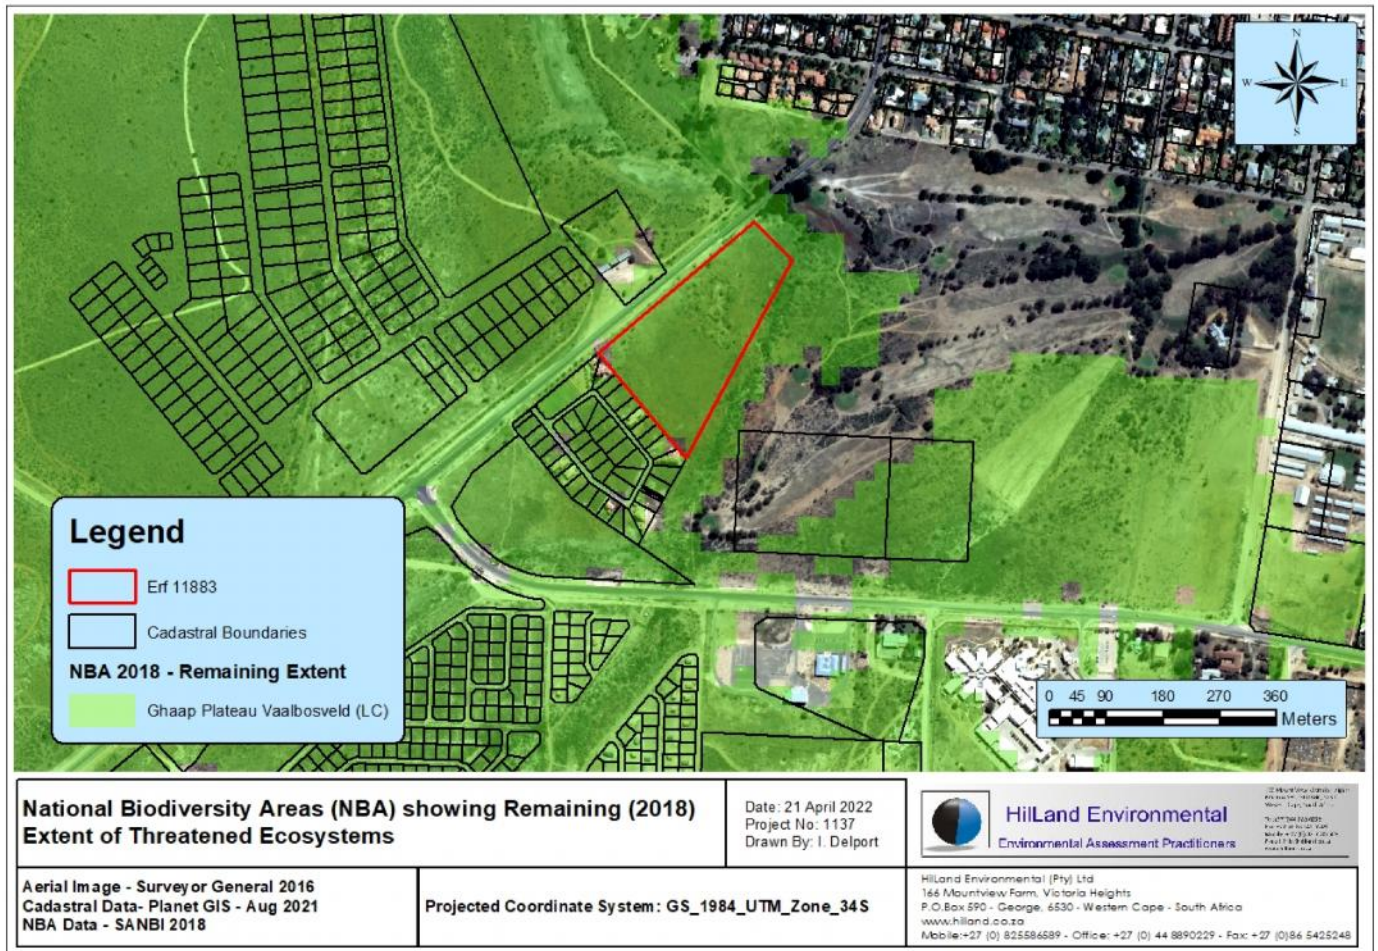 N
W
E
S
Legend
Erf 11883
Cadastral Boundaries
NBA 2018 - Remaining Extent
Ghaap Plateau Vaalbosveld (LC)
0 45 90 180 270 360
Meters
National Biodiversity Areas (NBA) showing Remaining (2018)
Extent of Threatened Ecosystems
Date: 21 April 2022
Project No: 1137
Drawn By: I. Delport
HilLand Environmental
Environmental Assessment Practitioners
Aerial Image - Surveyor General 2016
Cadastral Data- Planet GIS - Aug 2021
NBA Data - SANBI 2018
Projected Coordinate System: GS_1984_UTM_Zone_34S
HilLand Environmental (Pty) Ltd
166 Mountview Farm, Victoria Heights
P.O.Box 590 - George, 6530 - Western Cape - South Africa
www.hilland.co.za
Mobile:+27 (0) 825586589 - Office: +27 (0) 44 8890229 - Fax: +27 (0)86 5425248